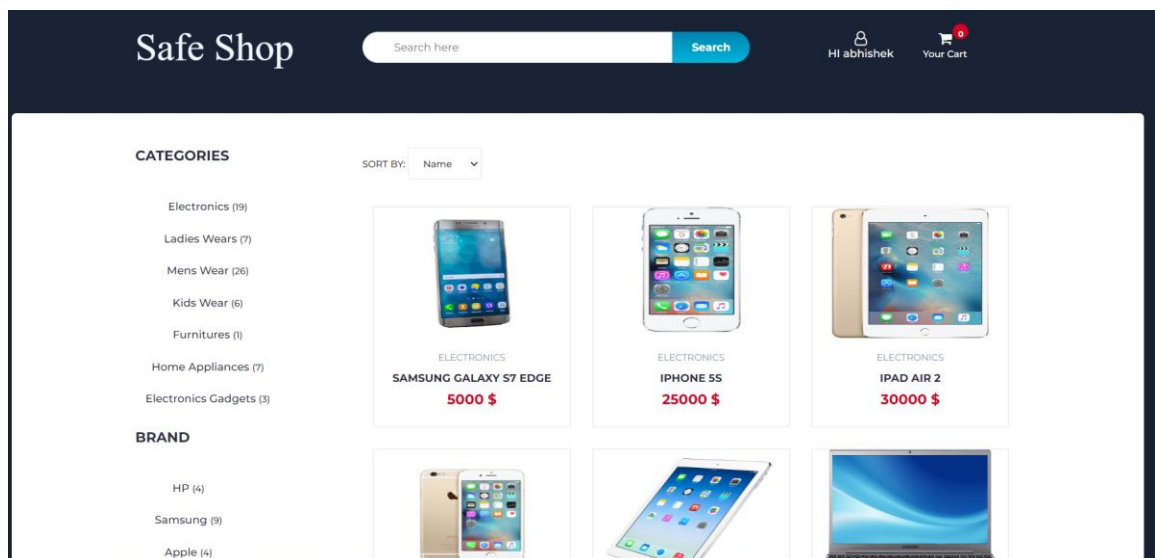 Safe Shop
Search here
Search
HI abhishek
0
Your Cart
CATEGORIES
Electronics (19)
Ladies Wears (7)
Mens Wear (26)
Kids Wear (6)
Furnitures (1)
Home Appliances (7)
Electronics Gadgets (3)
BRAND
HP (4)
Samsung (9)
Apple (4)
SORT BY: Name
ELECTRONICS
SAMSUNG GALAXY S7 EDGE
5000 $
ELECTRONICS
IPHONE 5S
25000 $
ELECTRONICS
IPAD AIR 2
30000 $